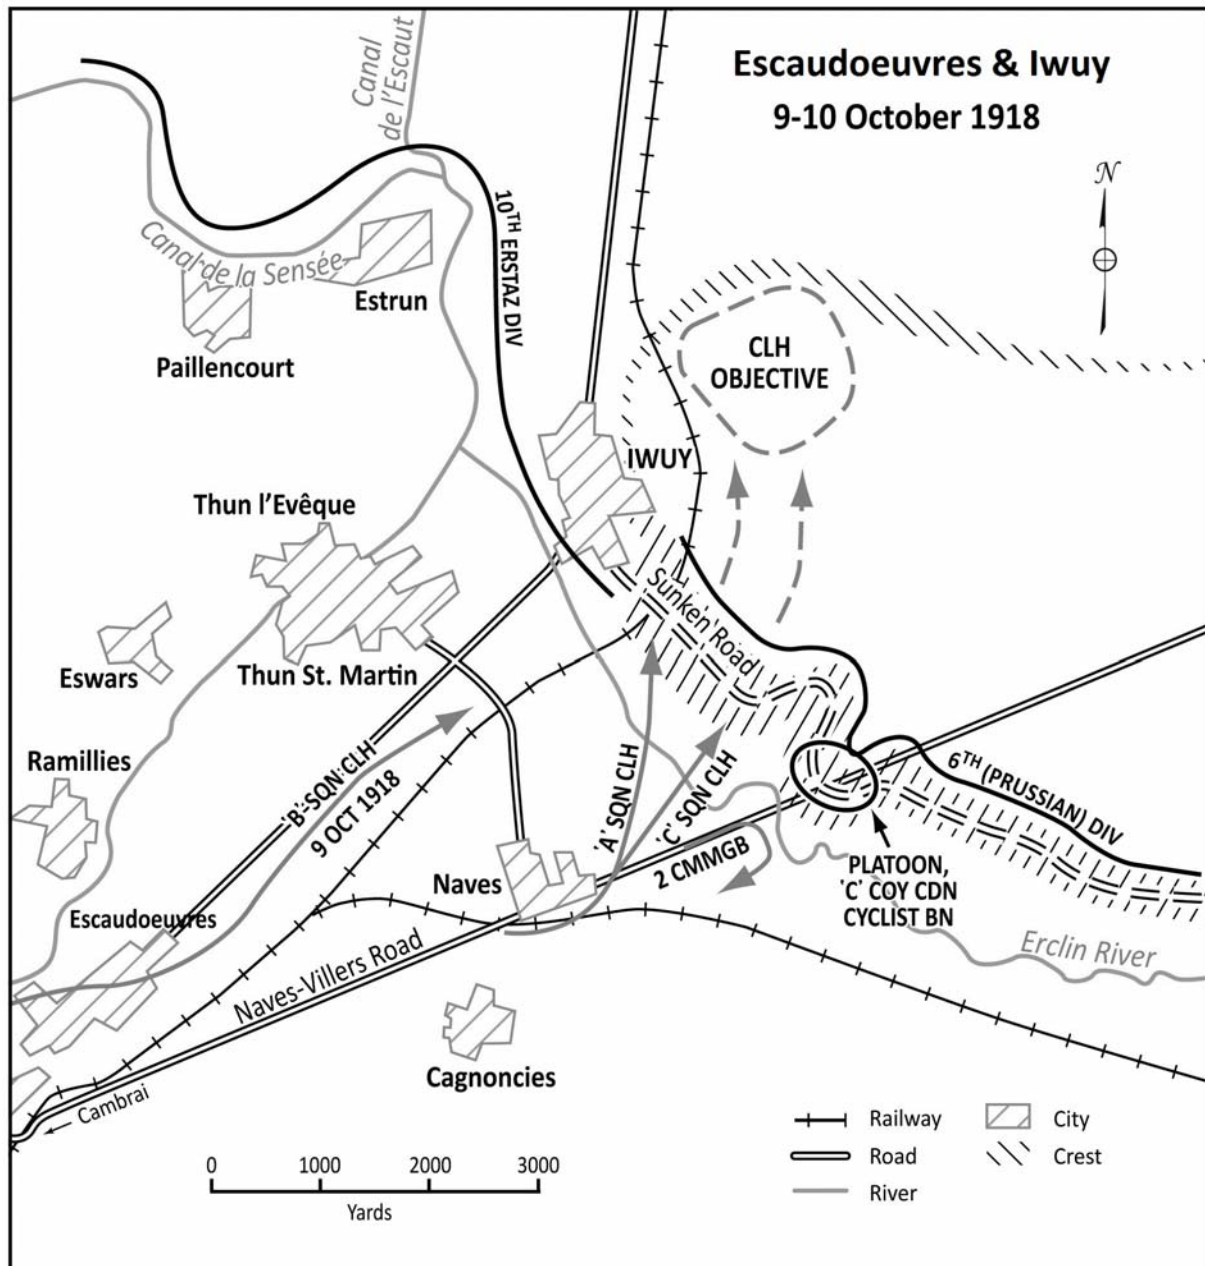 Escaudoeuvres & Iwuy
9-10 October 1918
N
Canal
de l'Escaut
10TH ERSTAZ DIV
Canal de la Sensée
Estrun
Paillencourt
CLH
OBJECTIVE
IWUY
Thun l'Evêque
Sunken Road
Eswars
Thun St. Martin
Ramillies
'B' SQN CLH
9 OCT 1918
'A' SQN CLH
'C' SQN CLH
6TH (PRUSSIAN) DIV
2 CMMGB
PLATOON,
'C' COY CDN
CYCLIST BN
Naves
Escaudoeuvres
Erclin River
Naves-Villers Road
Cagnoncies
Cambrai
0 1000 2000 3000
Yards
Railway
Road
River
City
Crest